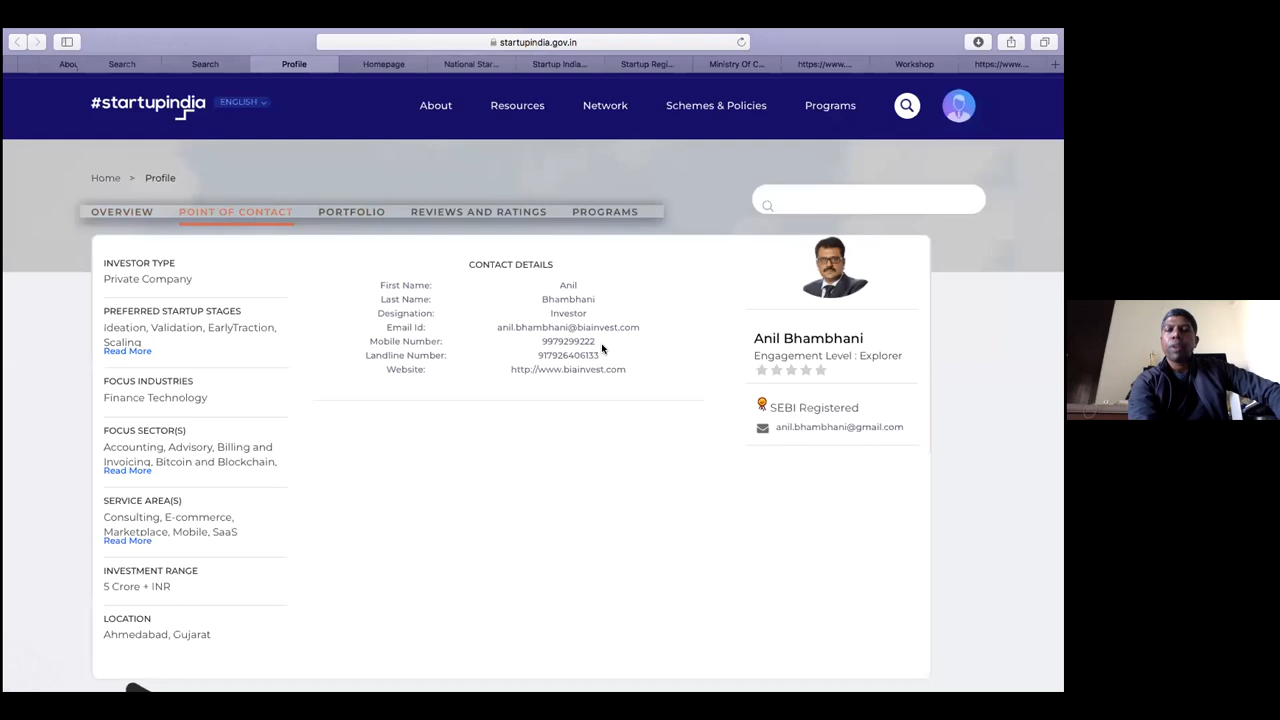 startupindia.gov.in
Abou
Search
Search
Profile
Homepage
National Star...
Startup India...
Startup Regi...
Ministry Of C...
https://www....
Workshop
https://www....
#startupindia
ENGLISH
About
Resources
Network
Schemes & Policies
Programs
Home > Profile
OVERVIEW
POINT OF CONTACT
PORTFOLIO
REVIEWS AND RATINGS
PROGRAMS
INVESTOR TYPE
Private Company
PREFERRED STARTUP STAGES
Ideation, Validation, EarlyTraction,
Scaling
Read More
FOCUS INDUSTRIES
Finance Technology
FOCUS SECTOR(S)
Accounting, Advisory, Billing and
Invoicing, Bitcoin and Blockchain,
Read More
SERVICE AREA(S)
Consulting, E-commerce,
Marketplace, Mobile, SaaS
Read More
INVESTMENT RANGE
5 Crore + INR
LOCATION
Ahmedabad, Gujarat
CONTACT DETAILS
First Name: Anil
Last Name: Bhambhani
Designation: Investor
Email Id: anil.bhambhani@biainvest.com
Mobile Number: 9979299222
Landline Number: 917926406133
Website: http://www.biainvest.com
Anil Bhambhani
Engagement Level : Explorer
SEBI Registered
anil.bhambhani@gmail.com